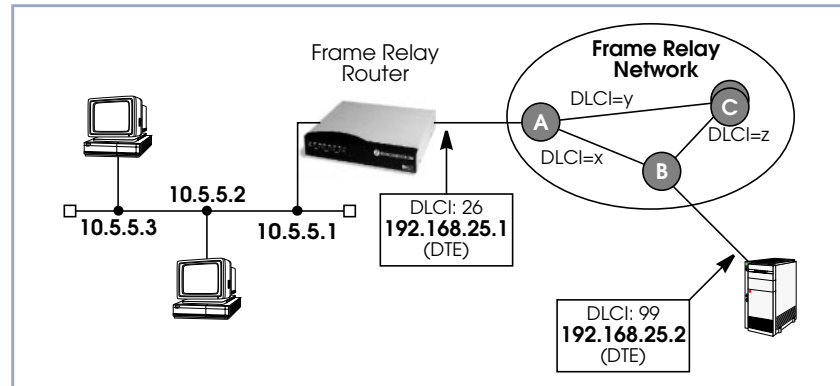 Frame Relay
Router
Frame Relay
Network
DLCI=y
A
C
DLCI=x
DLCI=z
B
10.5.5.2
10.5.5.3
10.5.5.1
DLCI: 26
192.168.25.1
(DTE)
DLCI: 99
192.168.25.2
(DTE)